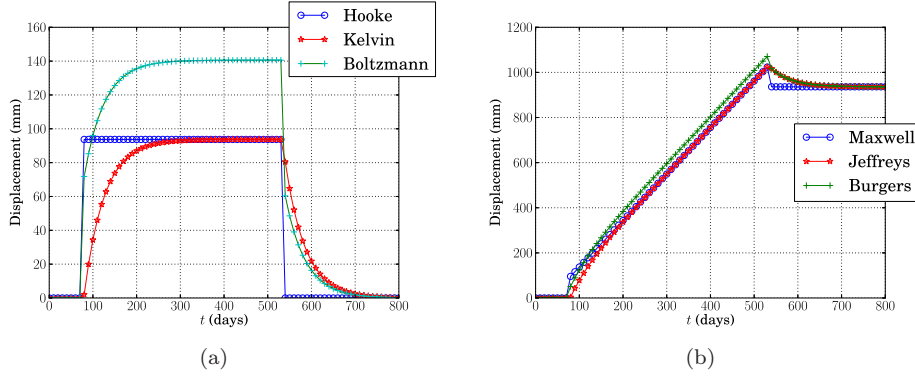 Hooke
Kelvin
Boltzmann
Displacement (mm)
160
140
120
100
80
60
40
20
0
0 100 200 300 400 500 600 700 800
t (days)
(a)
Maxwell
Jeffreys
Burgers
Displacement (mm)
1200
1000
800
600
400
200
0
0 100 200 300 400 500 600 700 800
t (days)
(b)